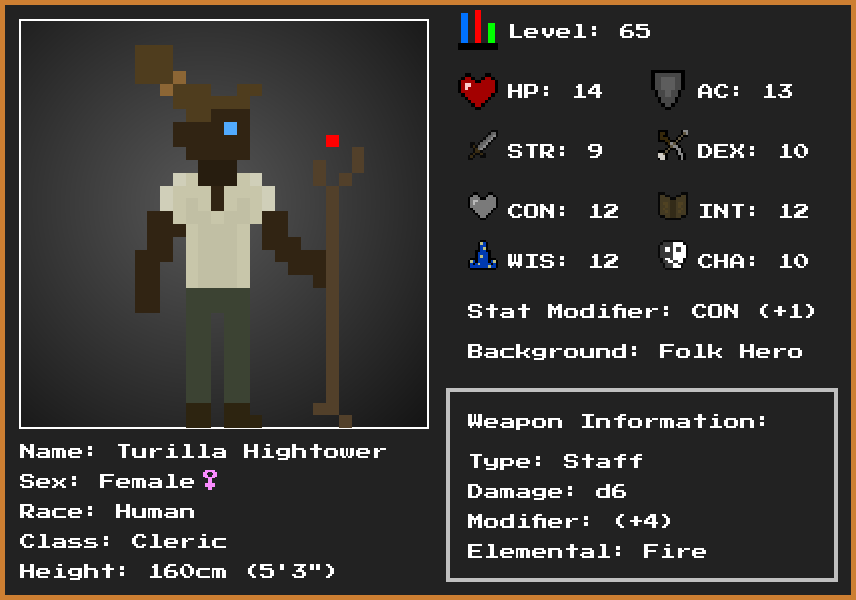 Level: 65
HP: 14
AC: 13
STR: 9
DEX: 10
CON: 12
INT: 12
WIS: 12
CHA: 10
Stat Modifier: CON (+1)
Background: Folk Hero
Weapon Information:
Type: Staff
Damage: d6
Modifier: (+4)
Elemental: Fire
Name: Turilla Hightower
Sex: Female♀
Race: Human
Class: Cleric
Height: 160cm (5'3")